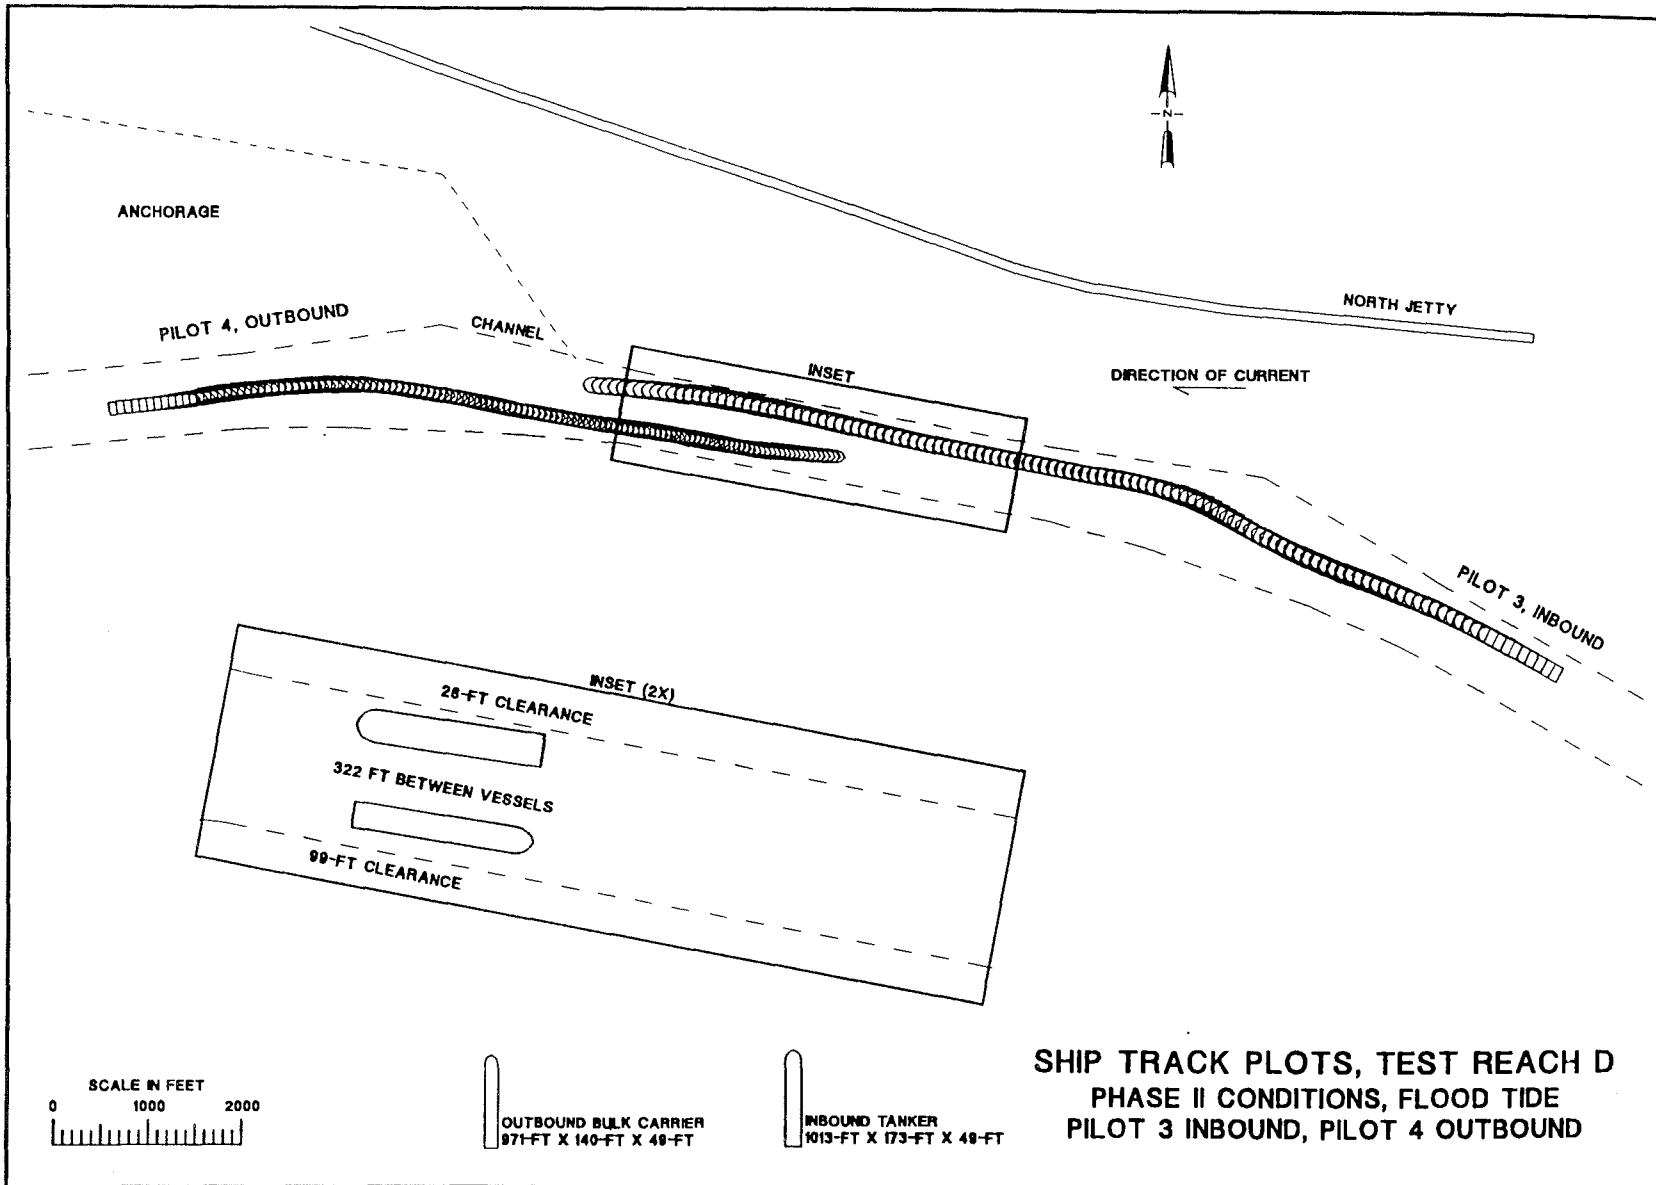 N
ANCHORAGE
NORTH JETTY
PILOT 4, OUTBOUND
CHANNEL
INSET
DIRECTION OF CURRENT
PILOT 3, INBOUND
INSET (2X)
28-FT CLEARANCE
322 FT BETWEEN VESSELS
99-FT CLEARANCE
SCALE IN FEET
0 1000 2000
OUTBOUND BULK CARRIER
971-FT X 140-FT X 49-FT
INBOUND TANKER
1013-FT X 173-FT X 49-FT
SHIP TRACK PLOTS, TEST REACH D
PHASE II CONDITIONS, FLOOD TIDE
PILOT 3 INBOUND, PILOT 4 OUTBOUND